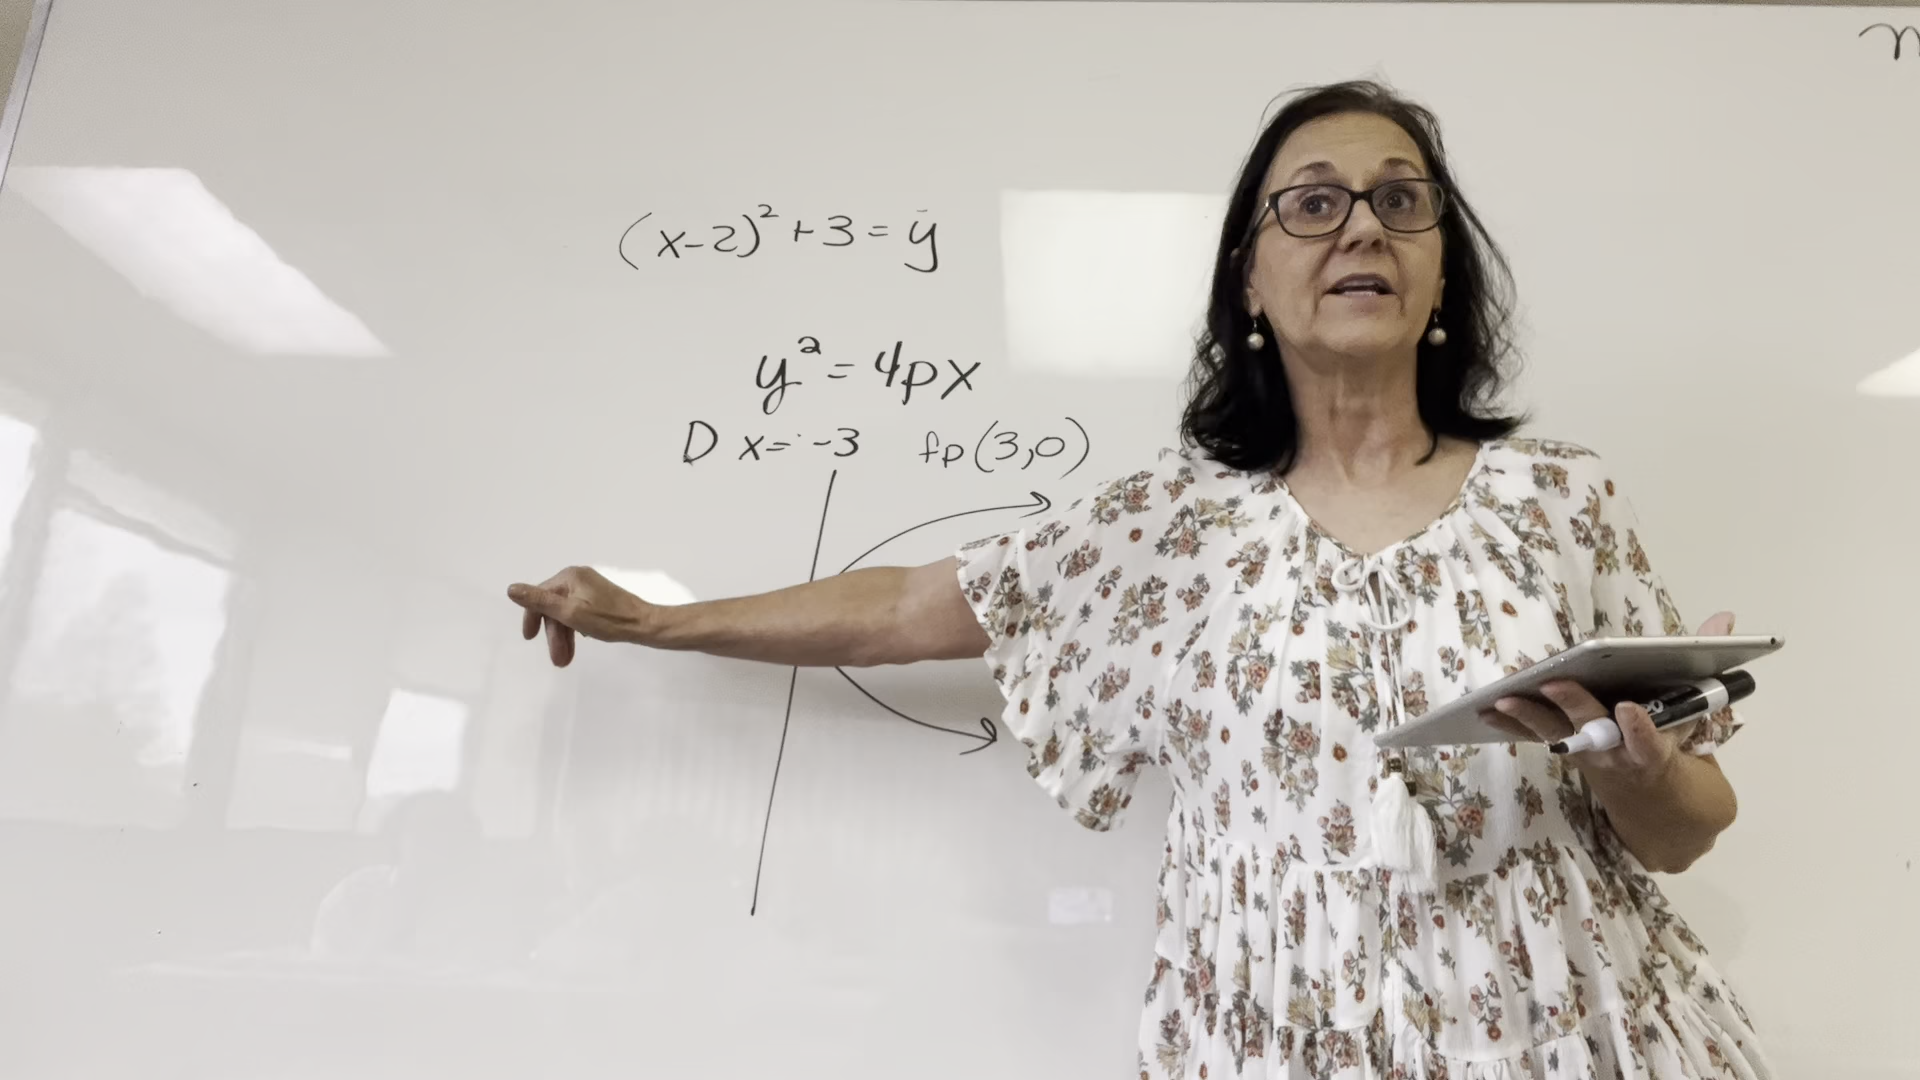 (x-2)² + 3 = y
y² = 4px
D x = -3 fp (3,0)